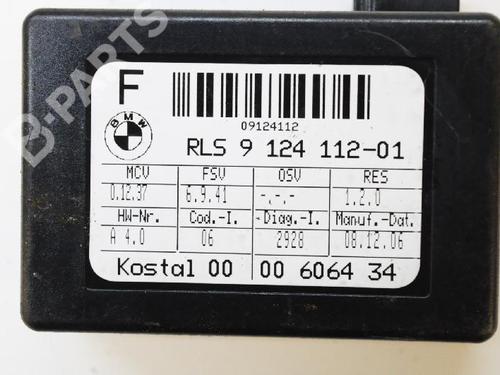 B-PARTS
F
BMW
09124112
RLS 9 124 112-01
MCV FSV OSV RES
0.12.37 6.9.41 -.-.- 1.2.0
HW-Nr. Cod.-I. -Diag.-I. Manuf.-Dat.
A 4.0 06 2928 08.12.06
Kostal 00 00 6064 34